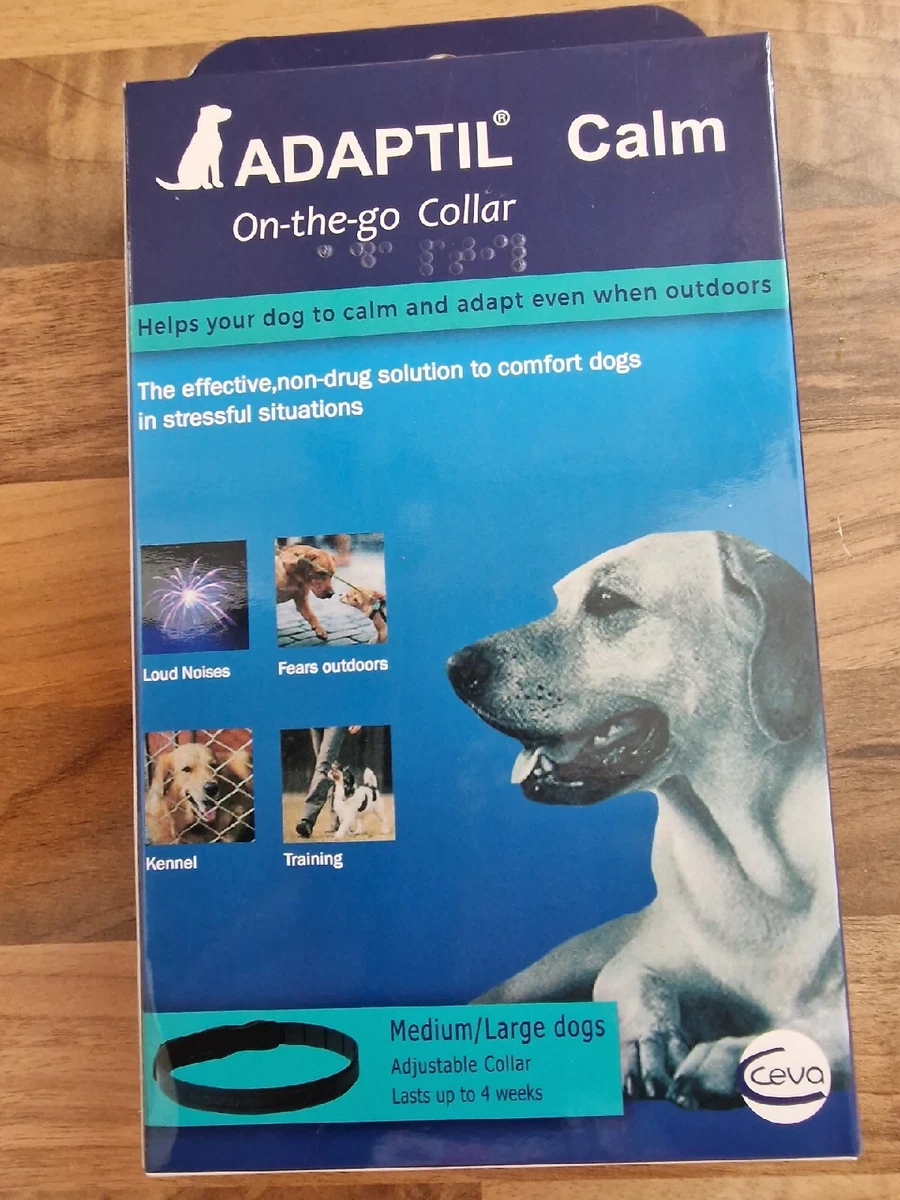 ADAPTIL® Calm
On-the-go Collar
Helps your dog to calm and adapt even when outdoors
The effective,non-drug solution to comfort dogs
in stressful situations
Loud Noises
Fears outdoors
Kennel
Training
Medium/Large dogs
Adjustable Collar
Lasts up to 4 weeks
ceva